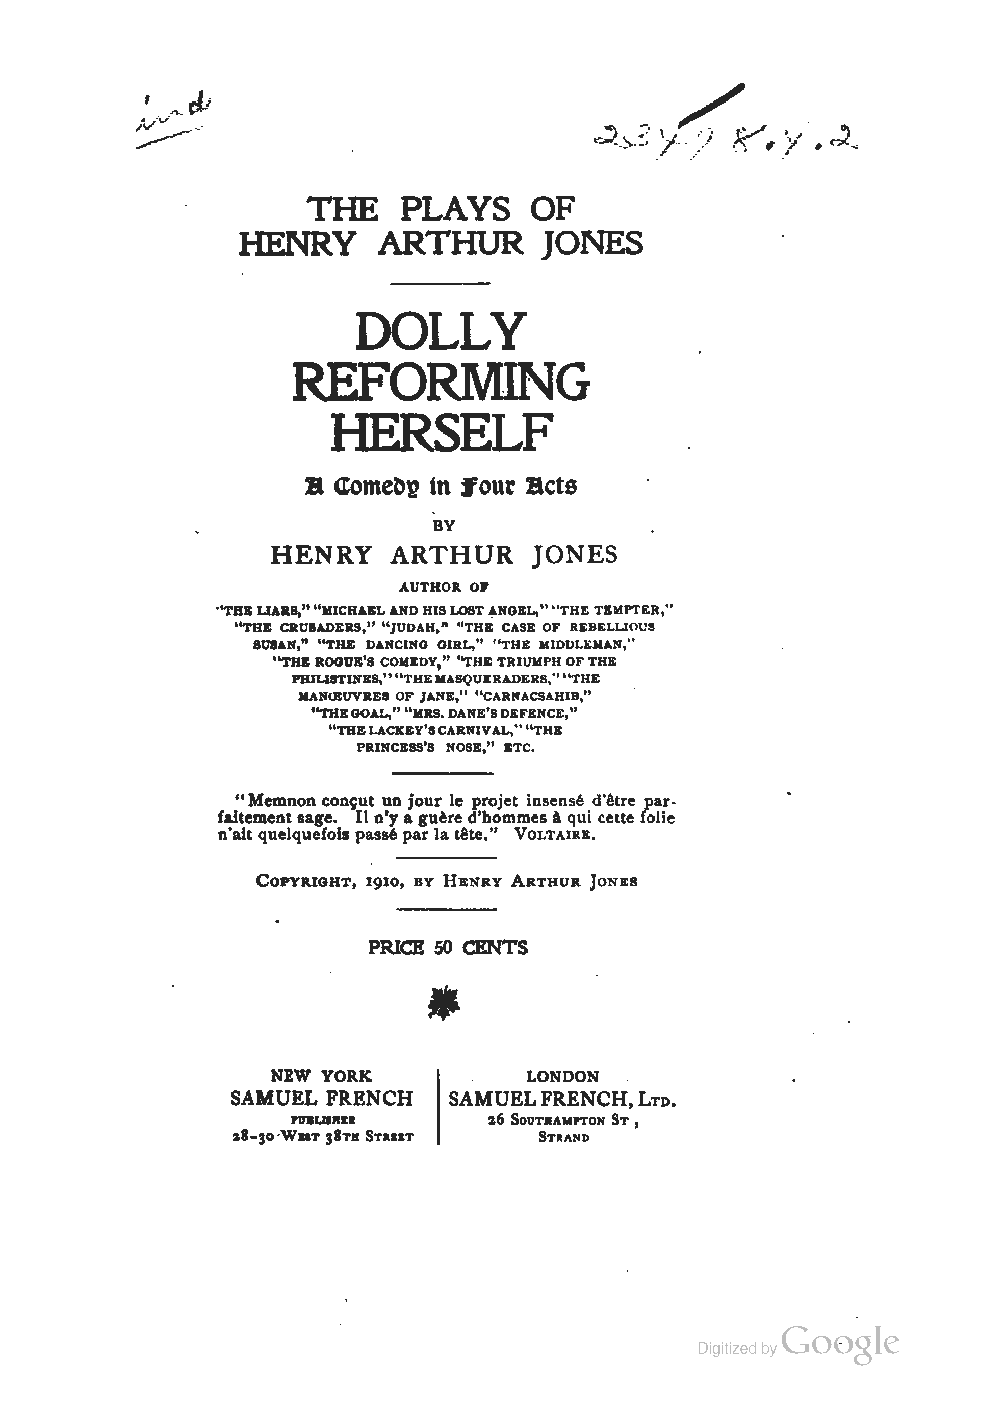 ind
23498.4.2
THE PLAYS OF
HENRY ARTHUR JONES
DOLLY
REFORMING
HERSELF
A Comedy in Four Acts
BY
HENRY ARTHUR JONES
AUTHOR OF
"THE LIARS," "MICHAEL AND HIS LOST ANGEL," "THE TEMPTER,"
"THE CRUSADERS," "JUDAH," "THE CASE OF REBELLIOUS
SUSAN," "THE DANCING GIRL," "THE MIDDLEMAN,"
"THE ROGUE'S COMEDY," "THE TRIUMPH OF THE
PHILISTINES," "THE MASQUERADERS," "THE
MANŒUVRES OF JANE," "CARNACSAHIB,"
"THE GOAL," "MRS. DANE'S DEFENCE,"
"THE LACKEY'S CARNIVAL," "THE
PRINCESS'S NOSE," ETC.
"Memnon conçut un jour le projet insensé d'être par-
faitement sage. Il n'y a guère d'hommes à qui cette folie
n'ait quelquefois passé par la tête." VOLTAIRE.
COPYRIGHT, 1910, BY HENRY ARTHUR JONES
PRICE 50 CENTS
NEW YORK
SAMUEL FRENCH
PUBLISHER
28-30 WEST 38TH STREET
LONDON
SAMUEL FRENCH, LTD.
26 SOUTHAMPTON ST,
STRAND
Digitized by Google